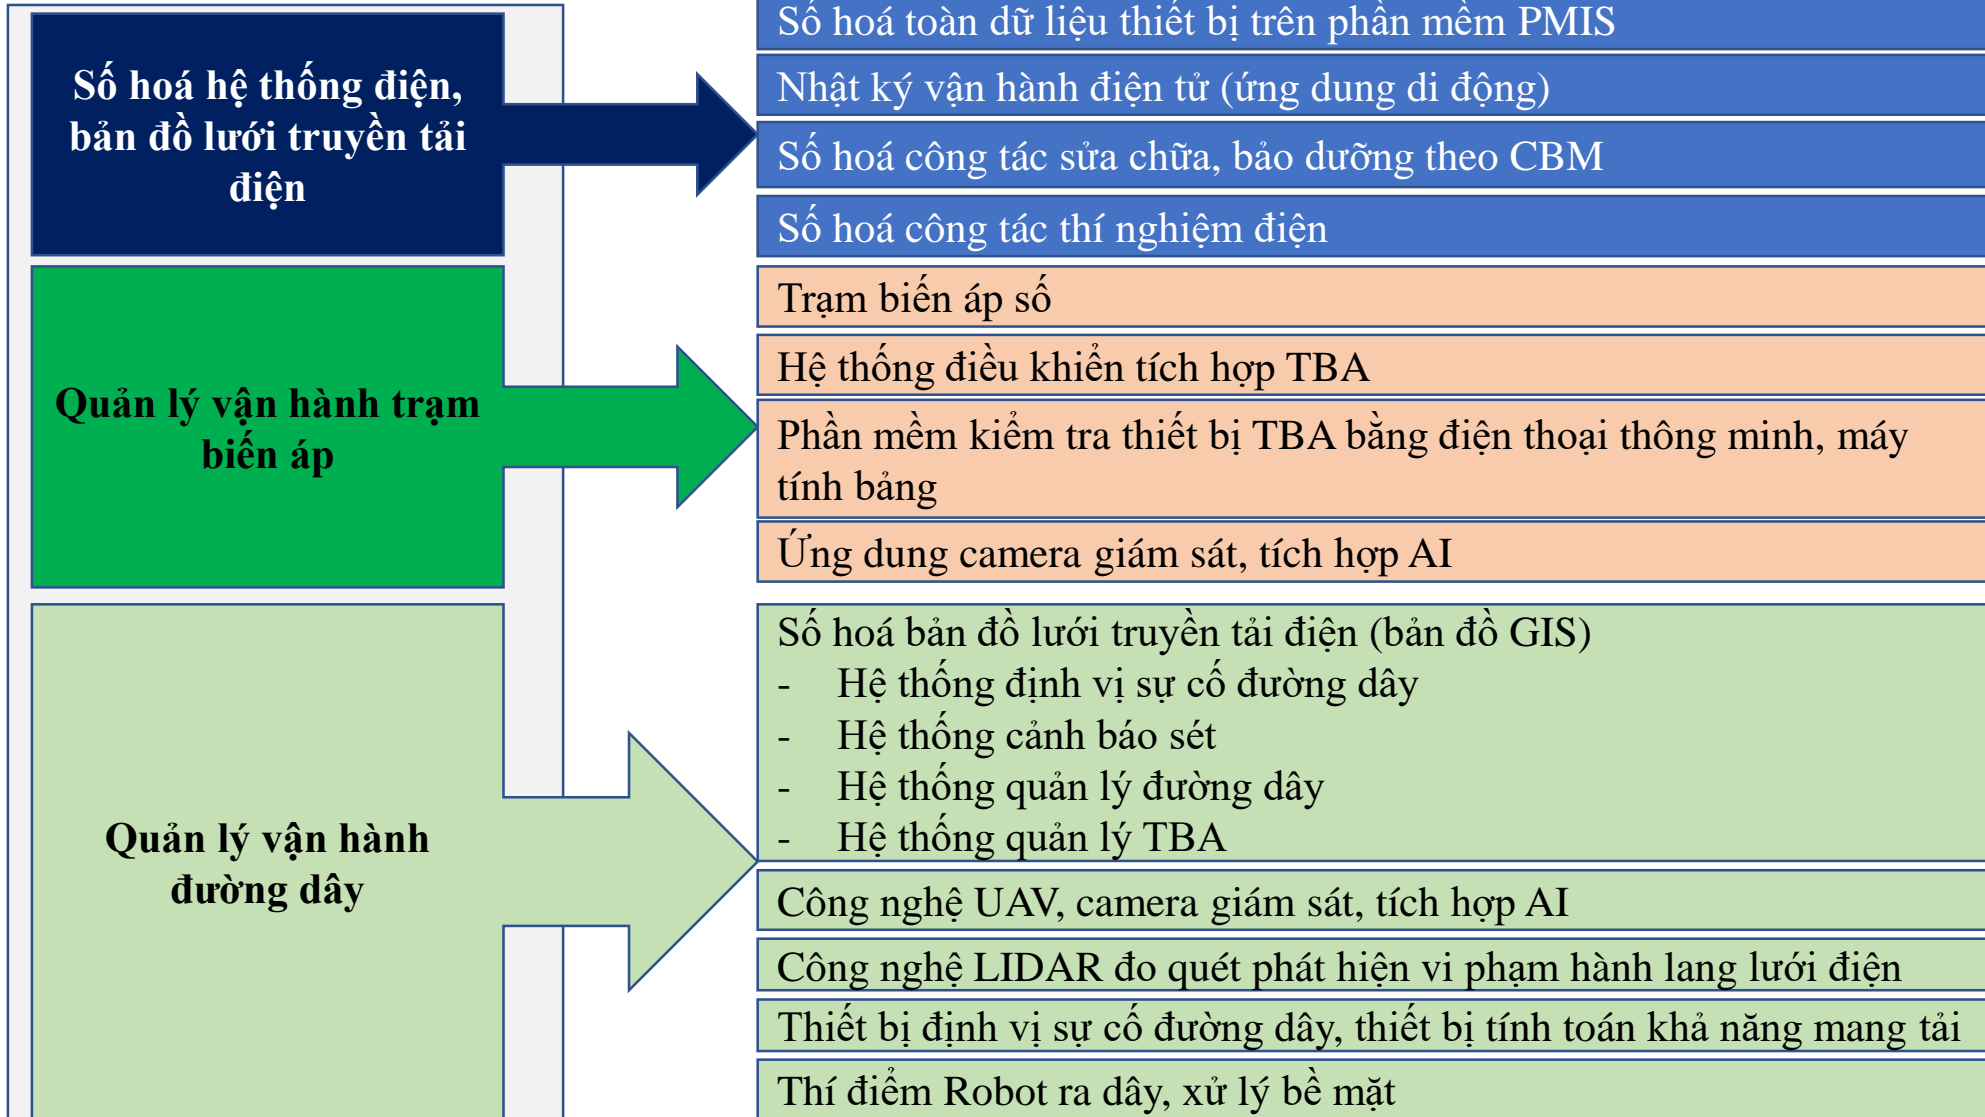 Số hoá hệ thống điện,
bản đồ lưới truyền tải
điện
Số hoá toàn dữ liệu thiết bị trên phần mềm PMIS
Nhật ký vận hành điện tử (ứng dung di động)
Số hoá công tác sửa chữa, bảo dưỡng theo CBM
Số hoá công tác thí nghiệm điện
Quản lý vận hành trạm
biến áp
Trạm biến áp số
Hệ thống điều khiển tích hợp TBA
Phần mềm kiểm tra thiết bị TBA bằng điện thoại thông minh, máy
tính bảng
Ứng dung camera giám sát, tích hợp AI
Quản lý vận hành
đường dây
Số hoá bản đồ lưới truyền tải điện (bản đồ GIS)
- Hệ thống định vị sự cố đường dây
- Hệ thống cảnh báo sét
- Hệ thống quản lý đường dây
- Hệ thống quản lý TBA
Công nghệ UAV, camera giám sát, tích hợp AI
Công nghệ LIDAR đo quét phát hiện vi phạm hành lang lưới điện
Thiết bị định vị sự cố đường dây, thiết bị tính toán khả năng mang tải
Thí điểm Robot ra dây, xử lý bề mặt